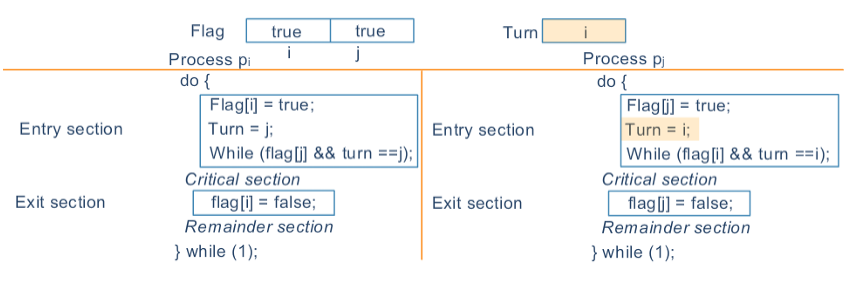 Flag true true Turn i
i j
Process pi Process pj
do {
Flag[i] = true;
Entry section Turn = j;
While (flag[j] && turn ==j);
Critical section
Exit section flag[i] = false;
Remainder section
} while (1);
do {
Flag[j] = true;
Entry section Turn = i;
While (flag[i] && turn ==i);
Critical section
Exit section flag[j] = false;
Remainder section
} while (1);